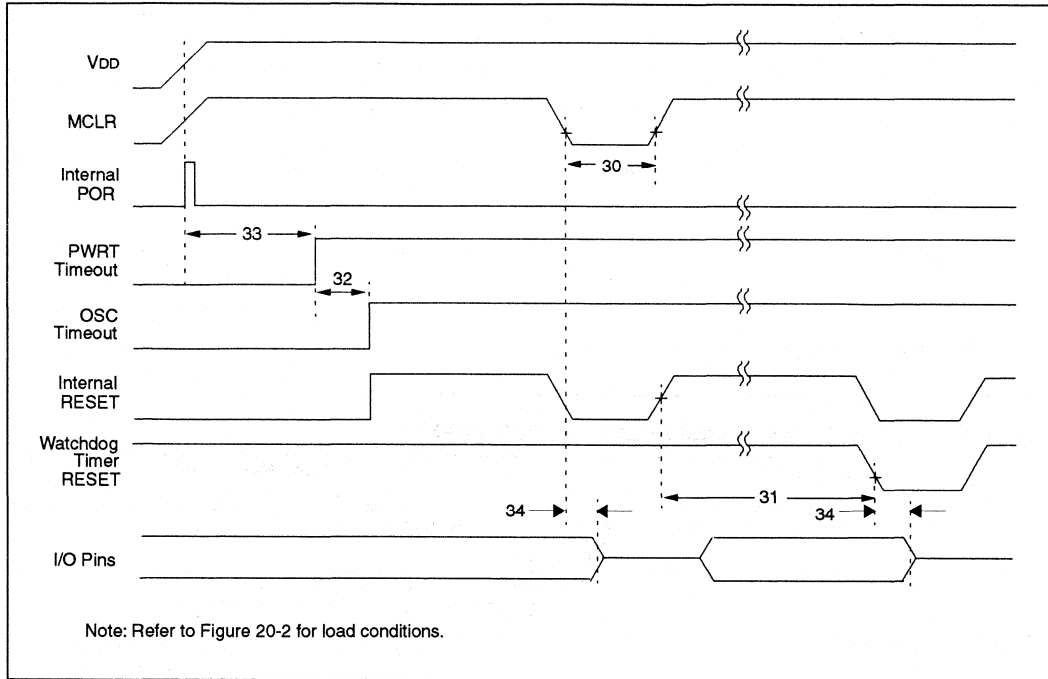 VDD
MCLR
30
Internal
POR
33
PWRT
Timeout
32
OSC
Timeout
Internal
RESET
Watchdog
Timer
RESET
31
34
34
I/O Pins
Note: Refer to Figure 20-2 for load conditions.